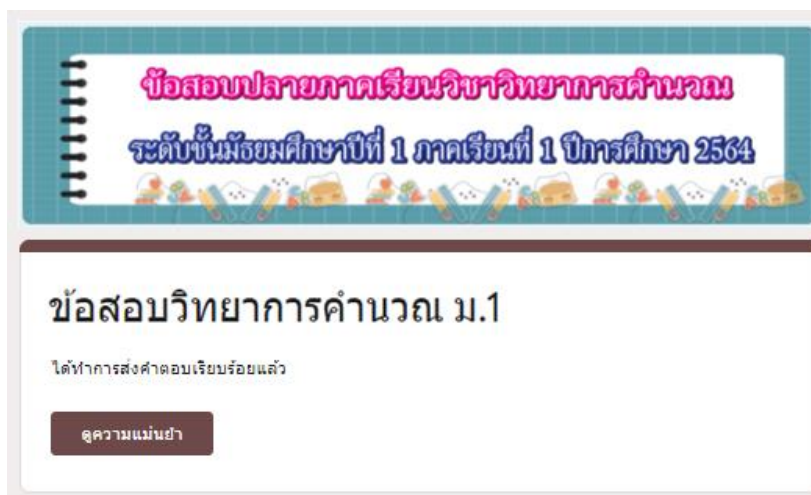 ข้อสอบปลายภาคเรียนวิชาวิทยาการคำนวณ
ระดับชั้นมัธยมศึกษาปีที่ 1 ภาคเรียนที่ 1 ปีการศึกษา 2564
ข้อสอบวิทยาการคำนวณ ม.1
ได้ทำการส่งคำตอบเรียบร้อยแล้ว
ดูความแม่นยำ